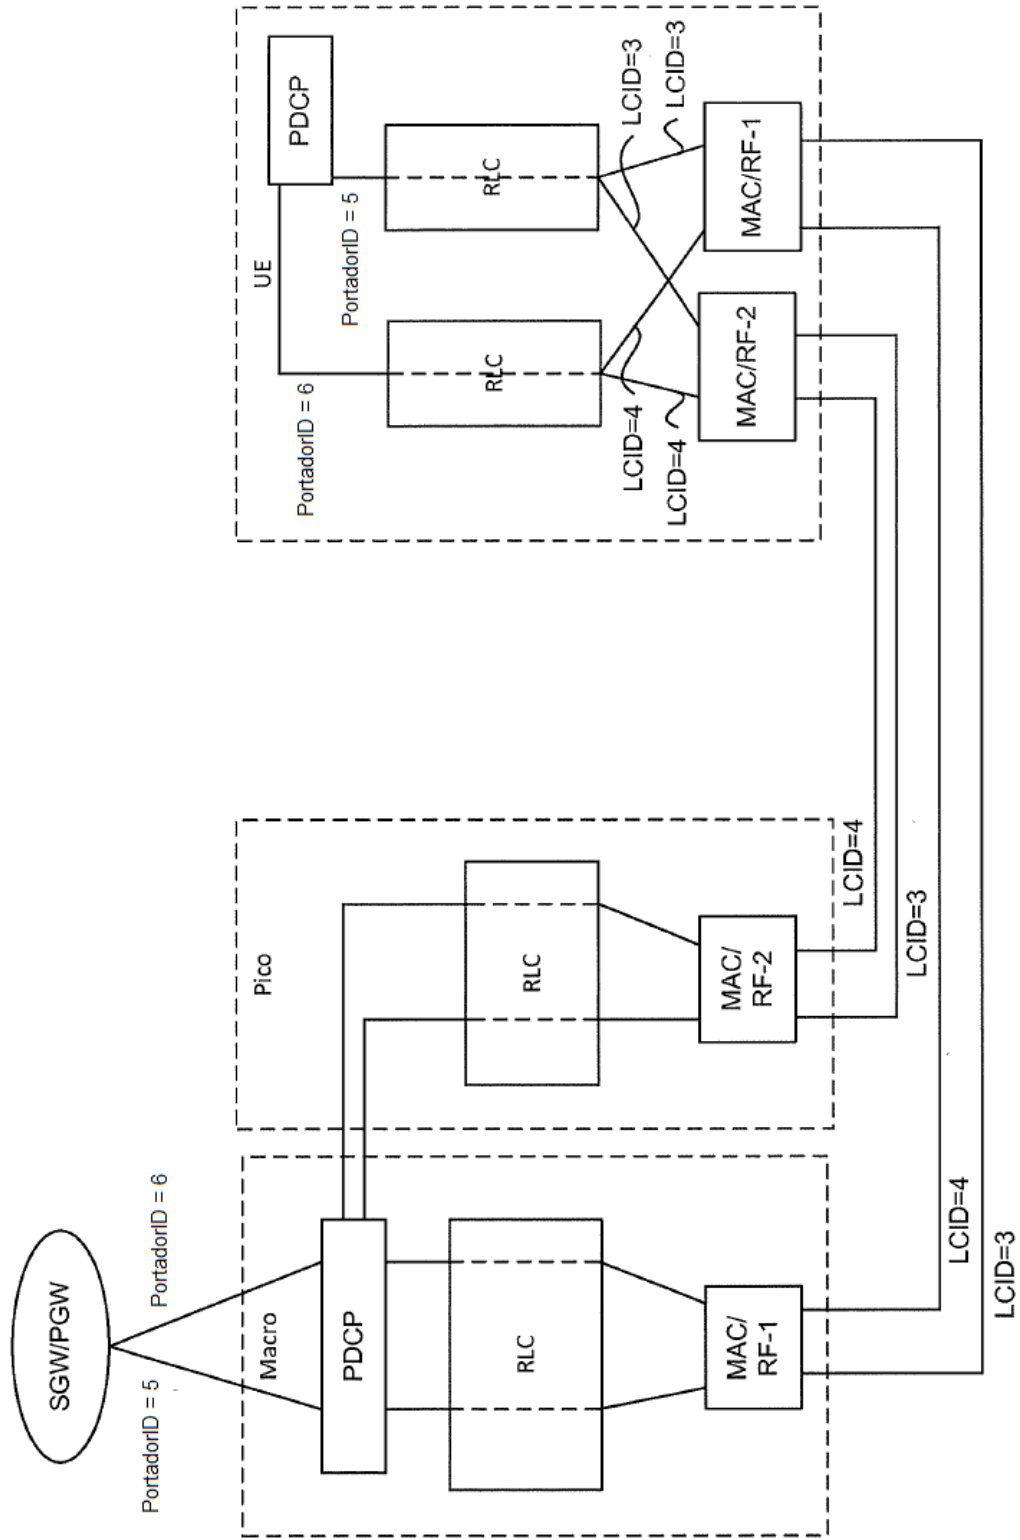 SGW/PGW
PortadorID = 5
PortadorID = 6
Macro
PDCP
RLC
MAC/
RF-1
LCID=3
LCID=4
Pico
RLC
MAC/
RF-2
LCID=3
LCID=4
UE
PDCP
PortadorID = 6
PortadorID = 5
RLC
RLC
LCID=4
LCID=4
LCID=3
LCID=3
MAC/RF-2
MAC/RF-1